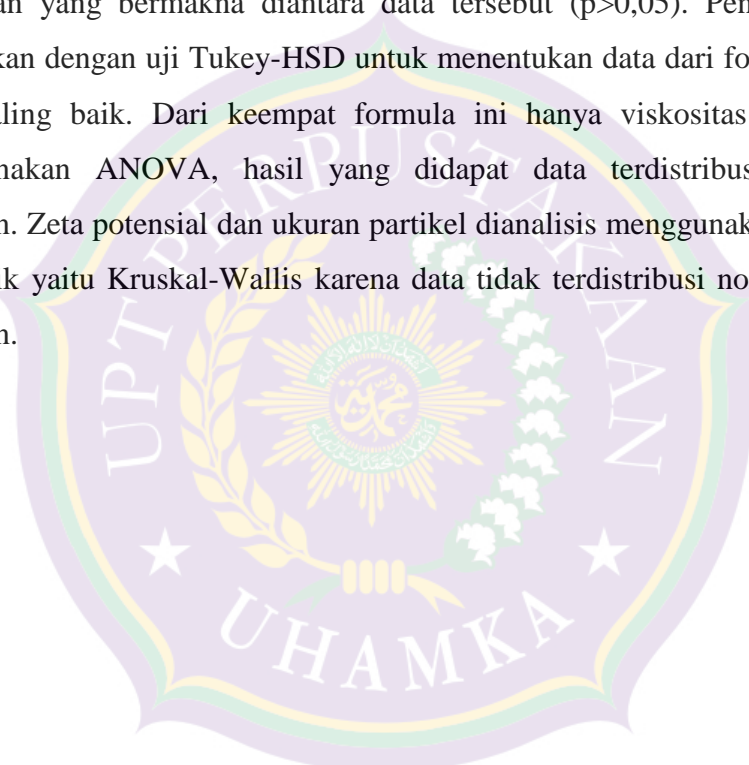 an yang bermakna diantara data tersebut (p>0,05). Pen
kan dengan uji Tukey-HSD untuk menentukan data dari fo
aling baik. Dari keempat formula ini hanya viskositas
nakan ANOVA, hasil yang didapat data terdistribus
n. Zeta potensial dan ukuran partikel dianalisis menggunak
ik yaitu Kruskal-Wallis karena data tidak terdistribusi no
n.
UPT PERPUSTAKAAN
UHAMKA